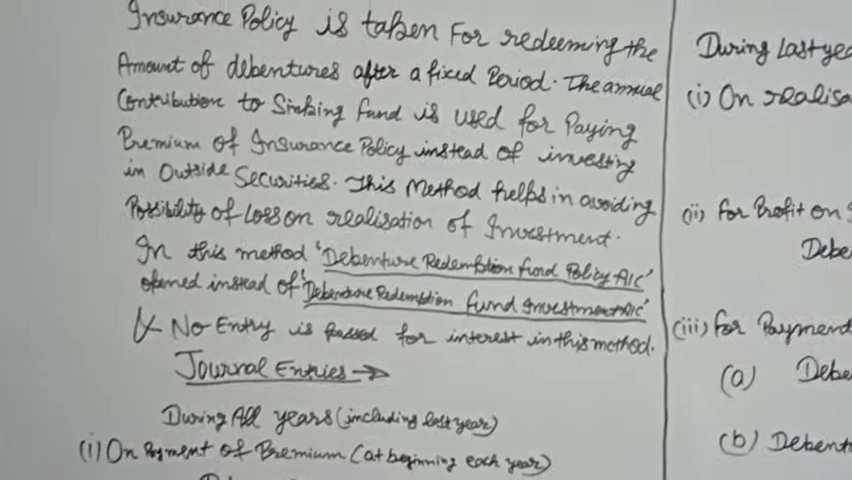 Insurance Policy is taken For redeeming the
Amount of debentures after a fixed Period. The annual
Contribution to Sinking fund is used for Paying
Premium of Insurance Policy instead of investing
in Outside Securities. This Method helps in avoiding
Possibility of Loss on realisation of Investment.
In this method 'Debenture Redemption fund Policy A/C'
opened instead of 'Debenture Redemption fund Investment A/c'
& No Entry is passed for interest in this method.
Journal Entries →
During All years (including last year)
(i) On Payment of Premium (at beginning each year)
During Last yea
(i) On realisa
(ii) for Profit on
Debe
(iii) for Payment
(a) Debe
(b) Debent